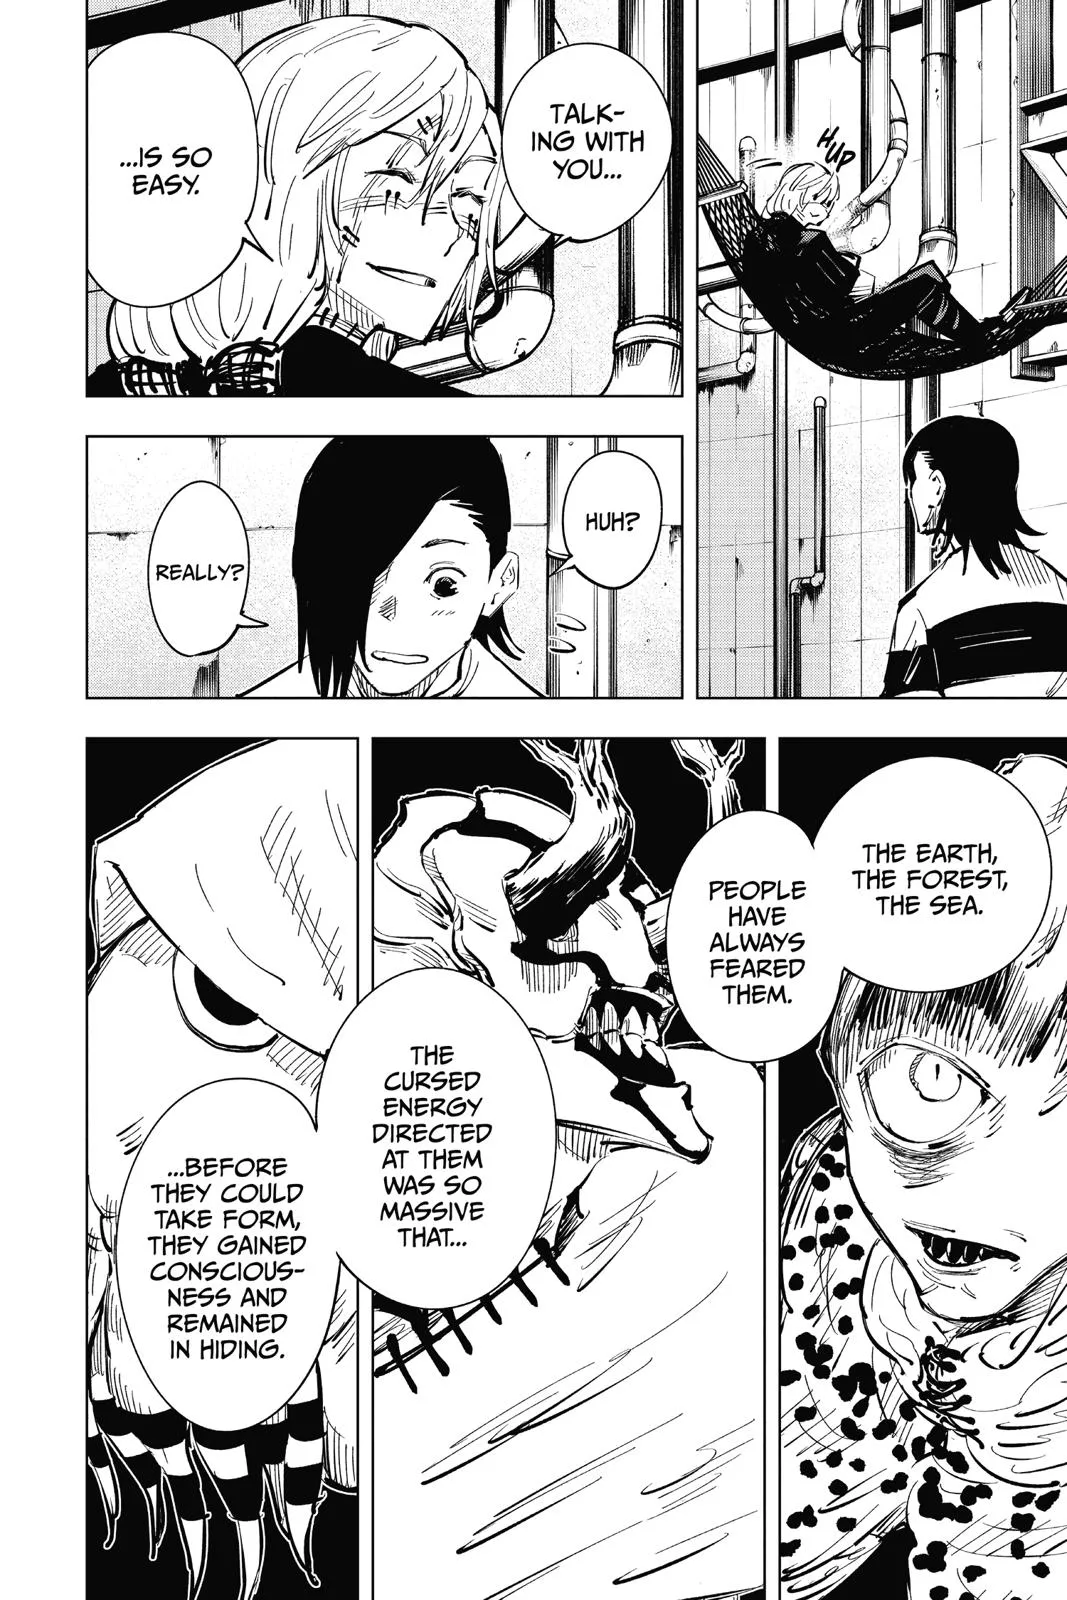 HUP
TALK-
ING WITH
YOU...
...IS SO
EASY.
HUH?
REALLY?
THE EARTH,
THE FOREST,
THE SEA.
PEOPLE
HAVE
ALWAYS
FEARED
THEM.
THE
CURSED
ENERGY
DIRECTED
AT THEM
WAS SO
MASSIVE
THAT...
...BEFORE
THEY COULD
TAKE FORM,
THEY GAINED
CONSCIOUS-
NESS AND
REMAINED
IN HIDING.